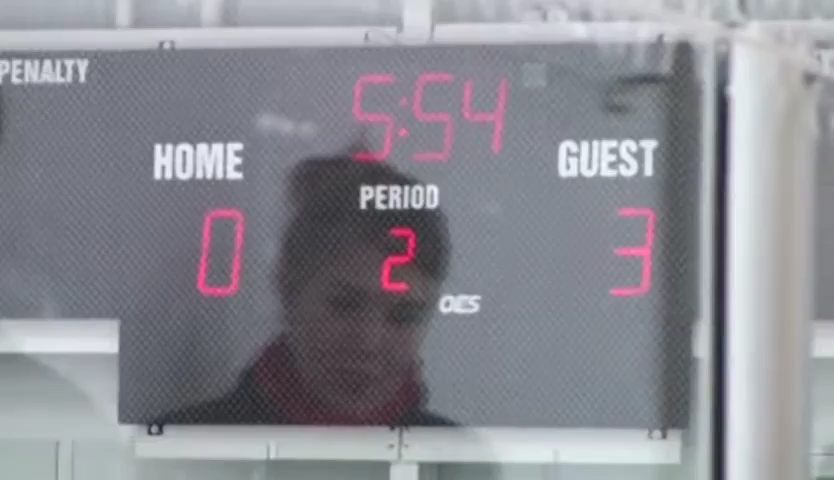 PENALTY
5:54
HOME
GUEST
PERIOD
0
2
3
OES